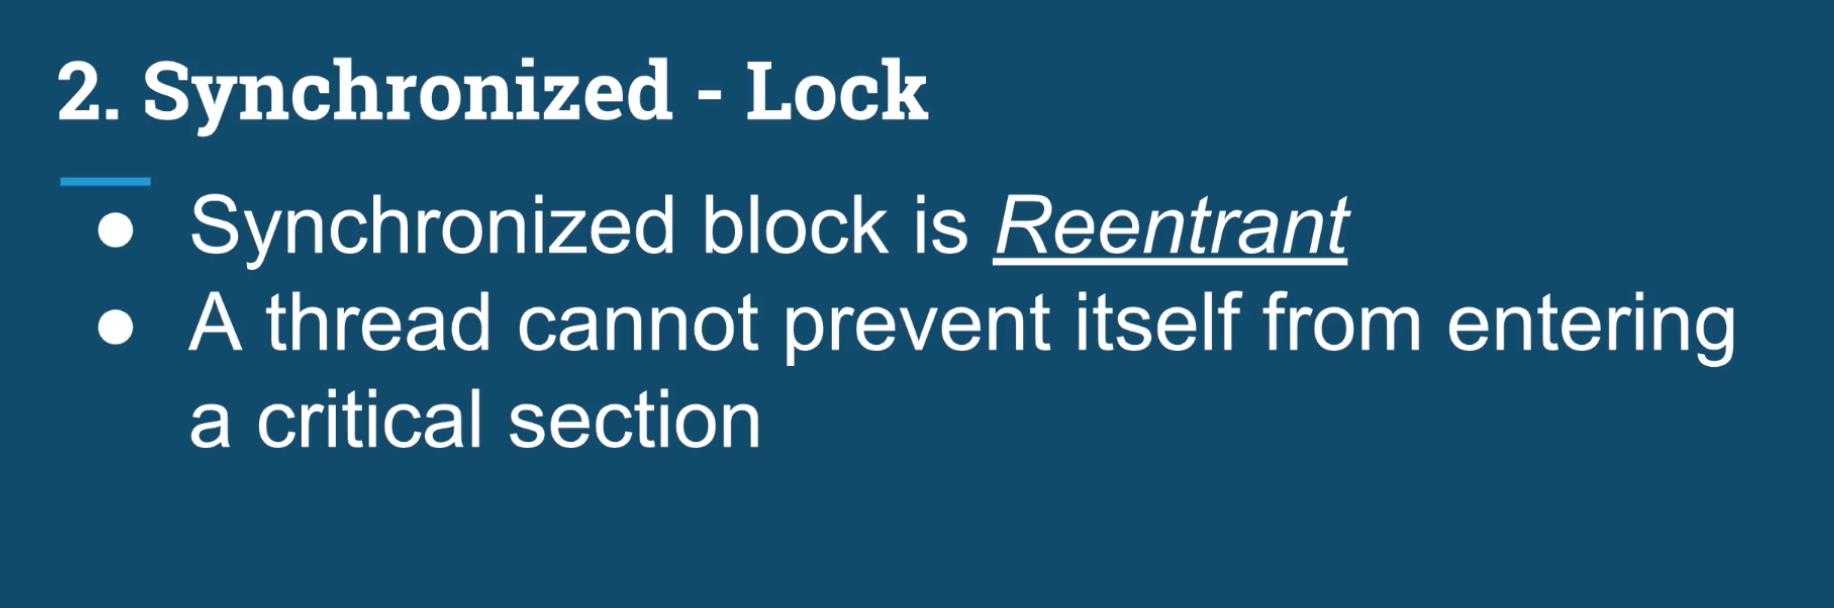 2. Synchronized - Lock
● Synchronized block is Reentrant
● A thread cannot prevent itself from entering
a critical section